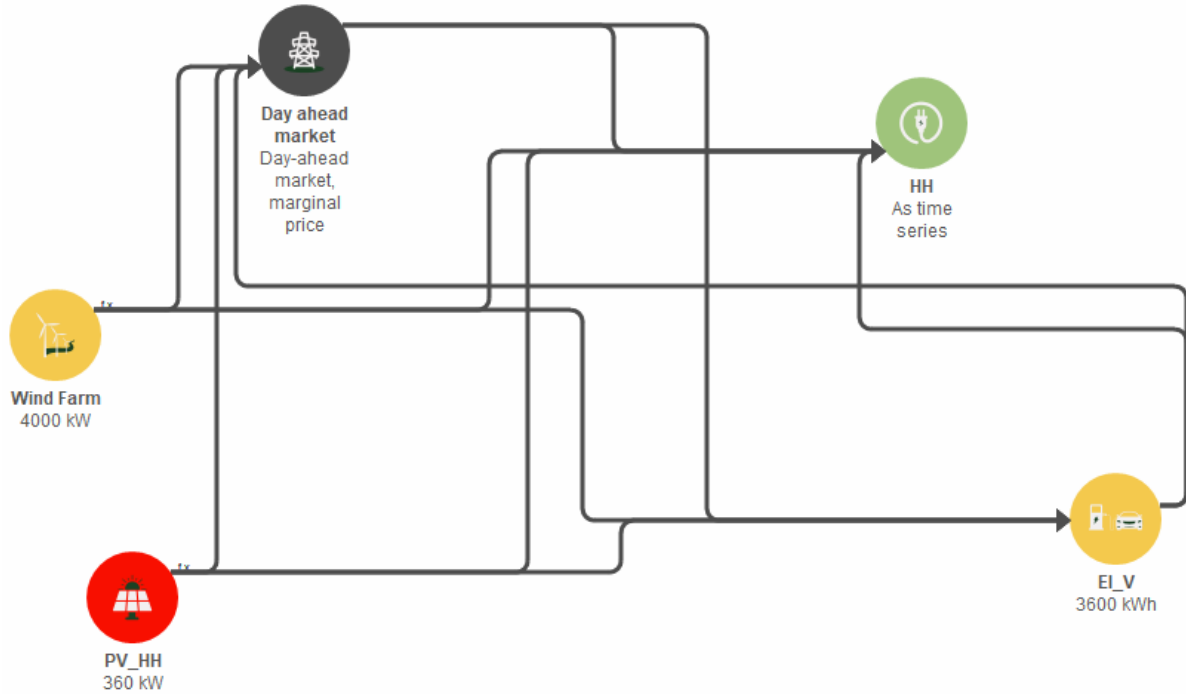 Day ahead
market
Day-ahead
market,
marginal
price
HH
As time
series
Wind Farm
4000 kW
EI_V
3600 kWh
PV_HH
360 kW